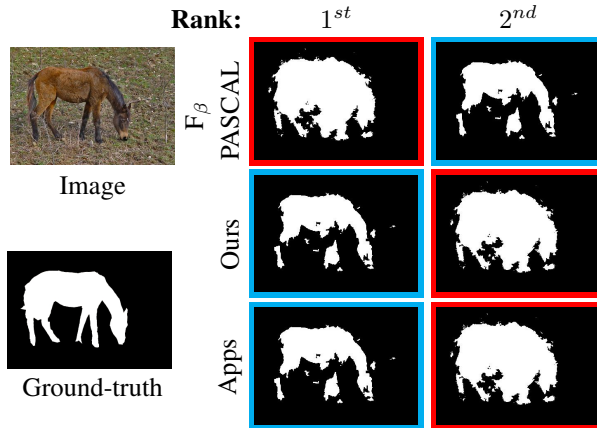 Rank: 1st 2nd
Fβ
PASCAL
Image
Ours
Ground-truth
Apps